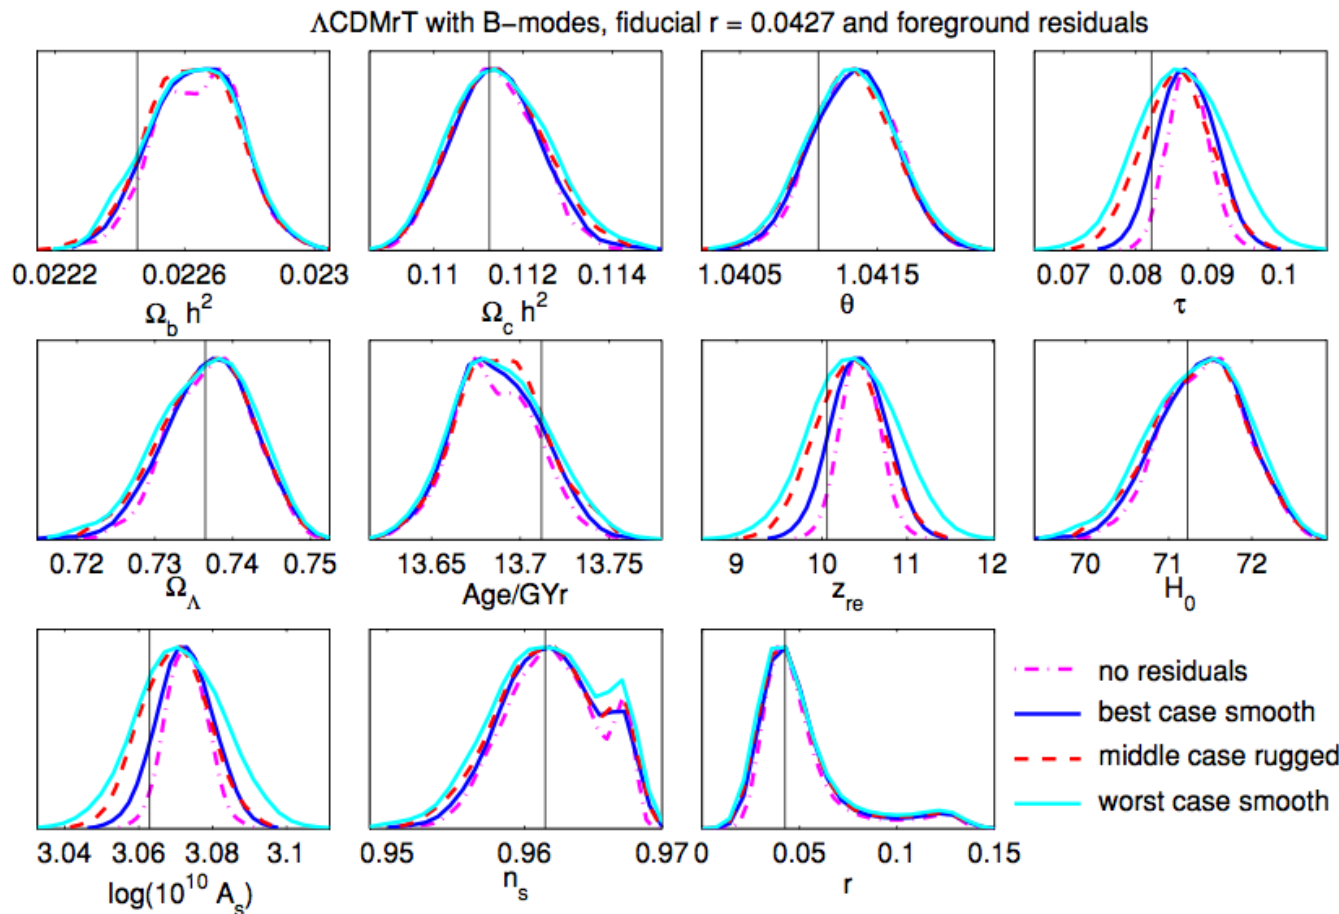 ΛCDMrT with B−modes, fiducial r = 0.0427 and foreground residuals
0.0222 0.0226 0.023
Ω_b h^2
0.11 0.112 0.114
Ω_c h^2
1.0405 1.0415
θ
0.07 0.08 0.09 0.1
τ
0.72 0.73 0.74 0.75
Ω_Λ
13.65 13.7 13.75
Age/GYr
9 10 11 12
z_re
70 71 72
H_0
3.04 3.06 3.08 3.1
log(10^10 A_s)
0.95 0.96 0.97
n_s
0 0.05 0.1 0.15
r
no residuals
best case smooth
middle case rugged
worst case smooth